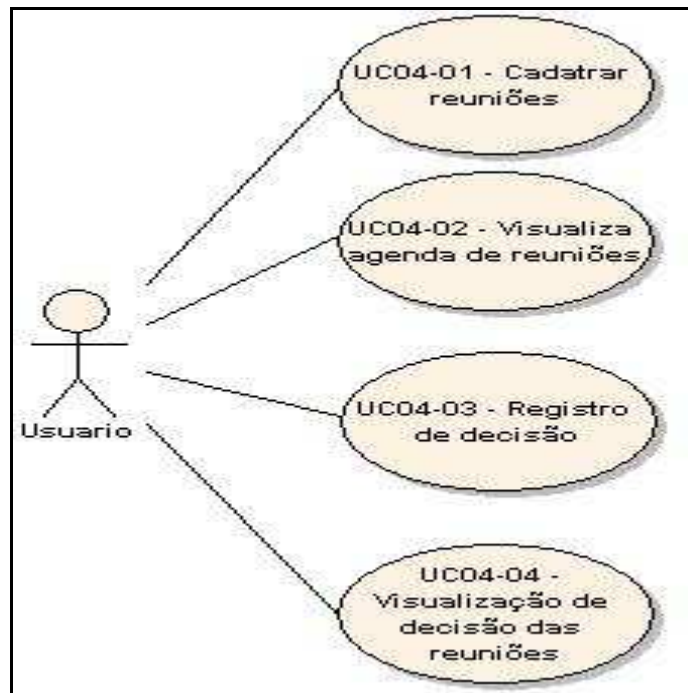 UC04-01 - Cadatrar
reuniões
UC04-02 - Visualiza
agenda de reuniões
UC04-03 - Registro
de decisão
Usuario
UC04-04 -
Visualização de
decisão das
reuniões